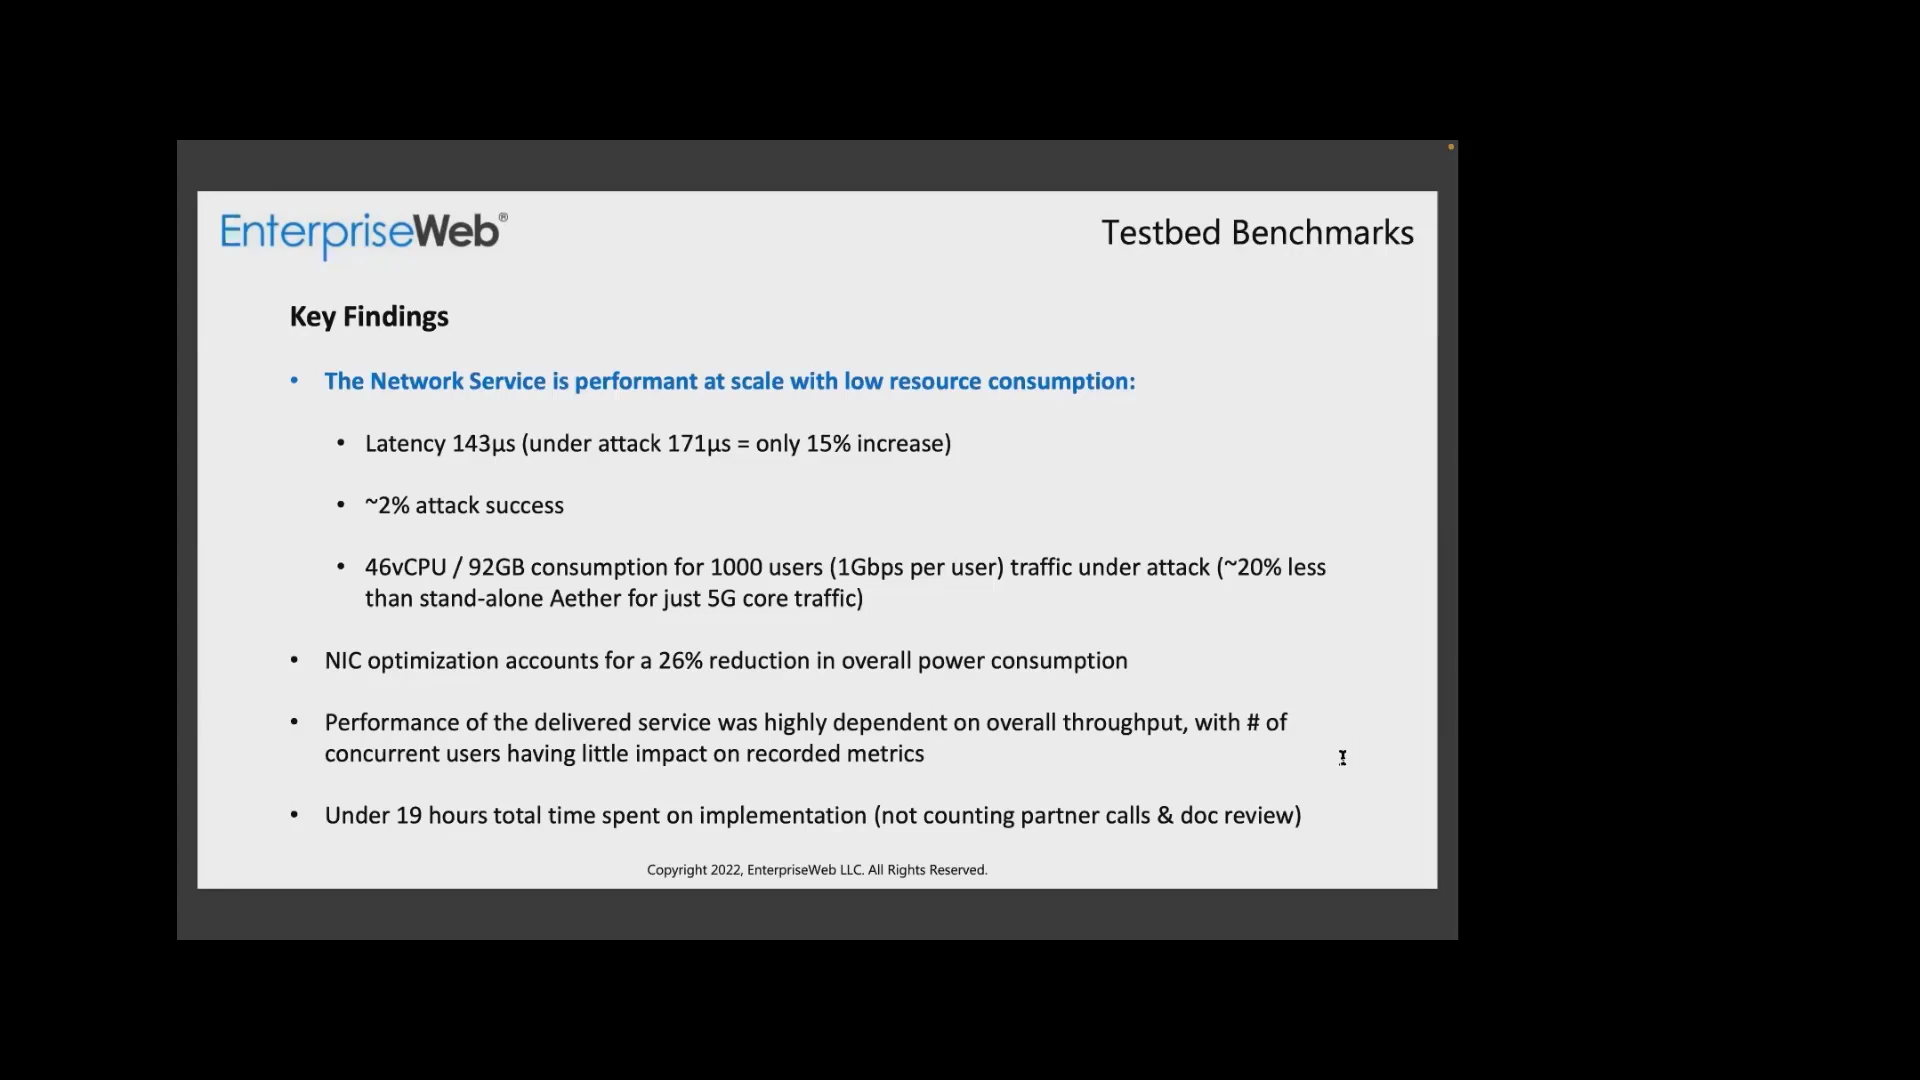 EnterpriseWeb®
Testbed Benchmarks
Key Findings
• The Network Service is performant at scale with low resource consumption:
• Latency 143µs (under attack 171µs = only 15% increase)
• ~2% attack success
• 46vCPU / 92GB consumption for 1000 users (1Gbps per user) traffic under attack (~20% less
than stand-alone Aether for just 5G core traffic)
• NIC optimization accounts for a 26% reduction in overall power consumption
• Performance of the delivered service was highly dependent on overall throughput, with # of
concurrent users having little impact on recorded metrics
• Under 19 hours total time spent on implementation (not counting partner calls & doc review)
Copyright 2022, EnterpriseWeb LLC. All Rights Reserved.